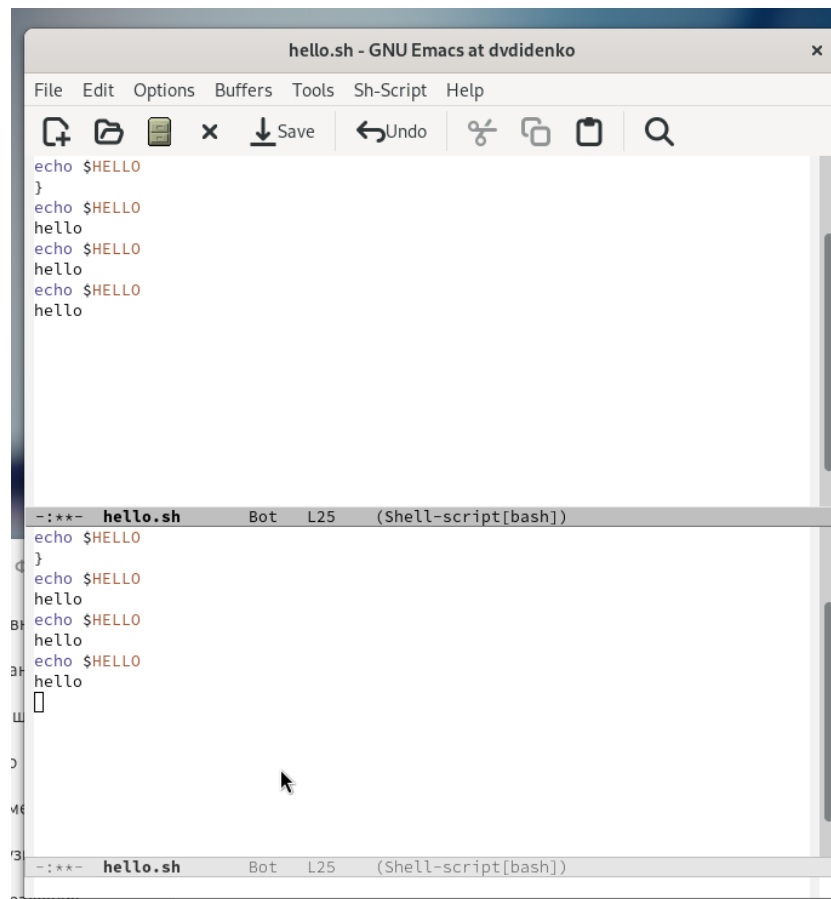 hello.sh - GNU Emacs at dvdidenko
File Edit Options Buffers Tools Sh-Script Help
Save Undo
echo $HELLO
}
echo $HELLO
hello
echo $HELLO
hello
echo $HELLO
hello
-:**- hello.sh Bot L25 (Shell-script[bash])
echo $HELLO
}
echo $HELLO
hello
echo $HELLO
hello
echo $HELLO
hello
-:**- hello.sh Bot L25 (Shell-script[bash])